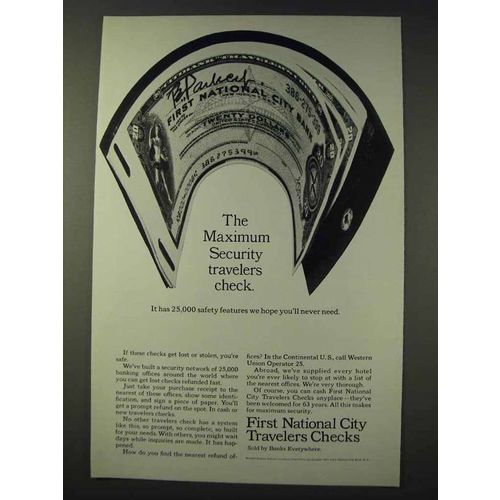 B Parker
FIRST NATIONAL CITY BANK
TWENTY DOLLARS
386-275-399
386275399
20
20
The
Maximum
Security
travelers
check.
It has 25,000 safety features we hope you'll never need.
If these checks get lost or stolen, you're
safe.
We've built a security network of 25,000
banking offices around the world where
you can get lost checks refunded fast.
Just take your purchase receipt to the
nearest of these offices, show some identi-
fication, and sign a piece of paper. You'll
get a prompt refund on the spot. In cash or
new travelers checks.
No other travelers check has a system
like this, so prompt, so complete, so built
for your needs. With others, you might wait
days while inquiries are made. It has hap-
pened.
How do you find the nearest refund of-
fices? In the Continental U.S., call Western
Union Operator 25.
Abroad, we've supplied every hotel
you're ever likely to stop at with a list of
the nearest offices. We're very thorough.
Of course, you can cash First National
City Travelers Checks anyplace—they've
been welcomed for 63 years. All this makes
for maximum security.
First National City
Travelers Checks
Sold by Banks Everywhere.